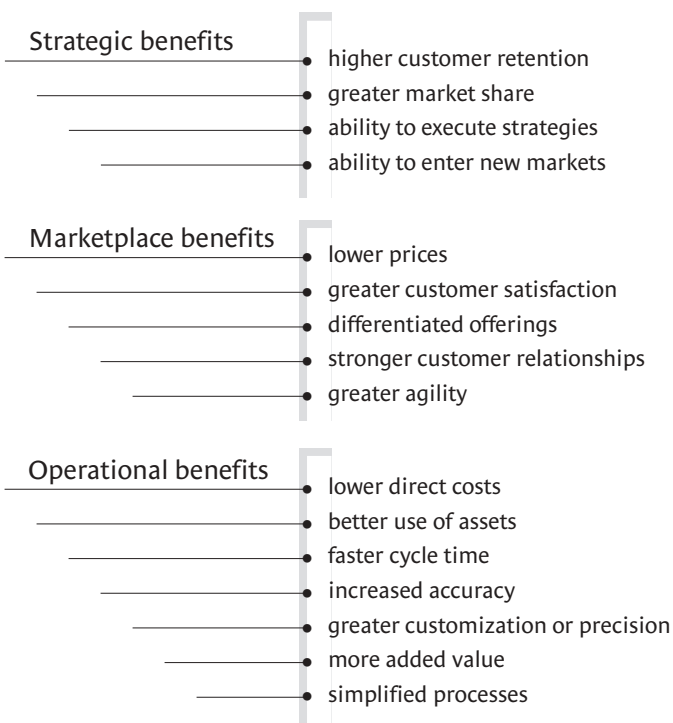 Strategic benefits
higher customer retention
greater market share
ability to execute strategies
ability to enter new markets
Marketplace benefits
lower prices
greater customer satisfaction
differentiated offerings
stronger customer relationships
greater agility
Operational benefits
lower direct costs
better use of assets
faster cycle time
increased accuracy
greater customization or precision
more added value
simplified processes